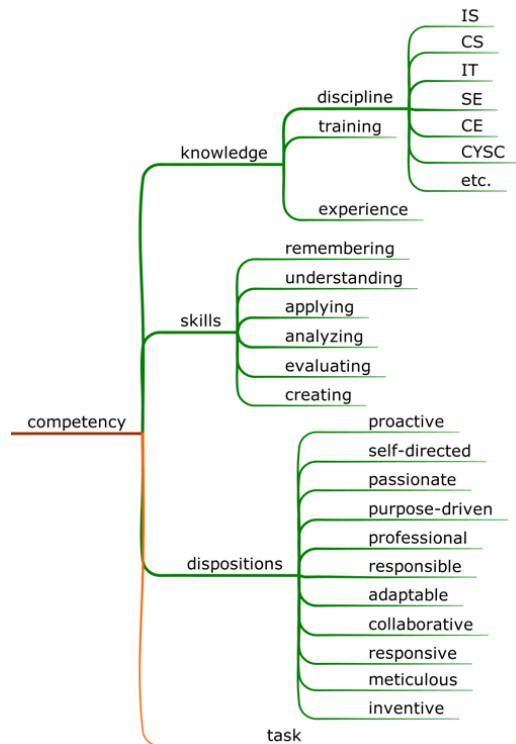 competency
knowledge
discipline
IS
CS
IT
SE
CE
CYSC
etc.
training
experience
skills
remembering
understanding
applying
analyzing
evaluating
creating
dispositions
proactive
self-directed
passionate
purpose-driven
professional
responsible
adaptable
collaborative
responsive
meticulous
inventive
task